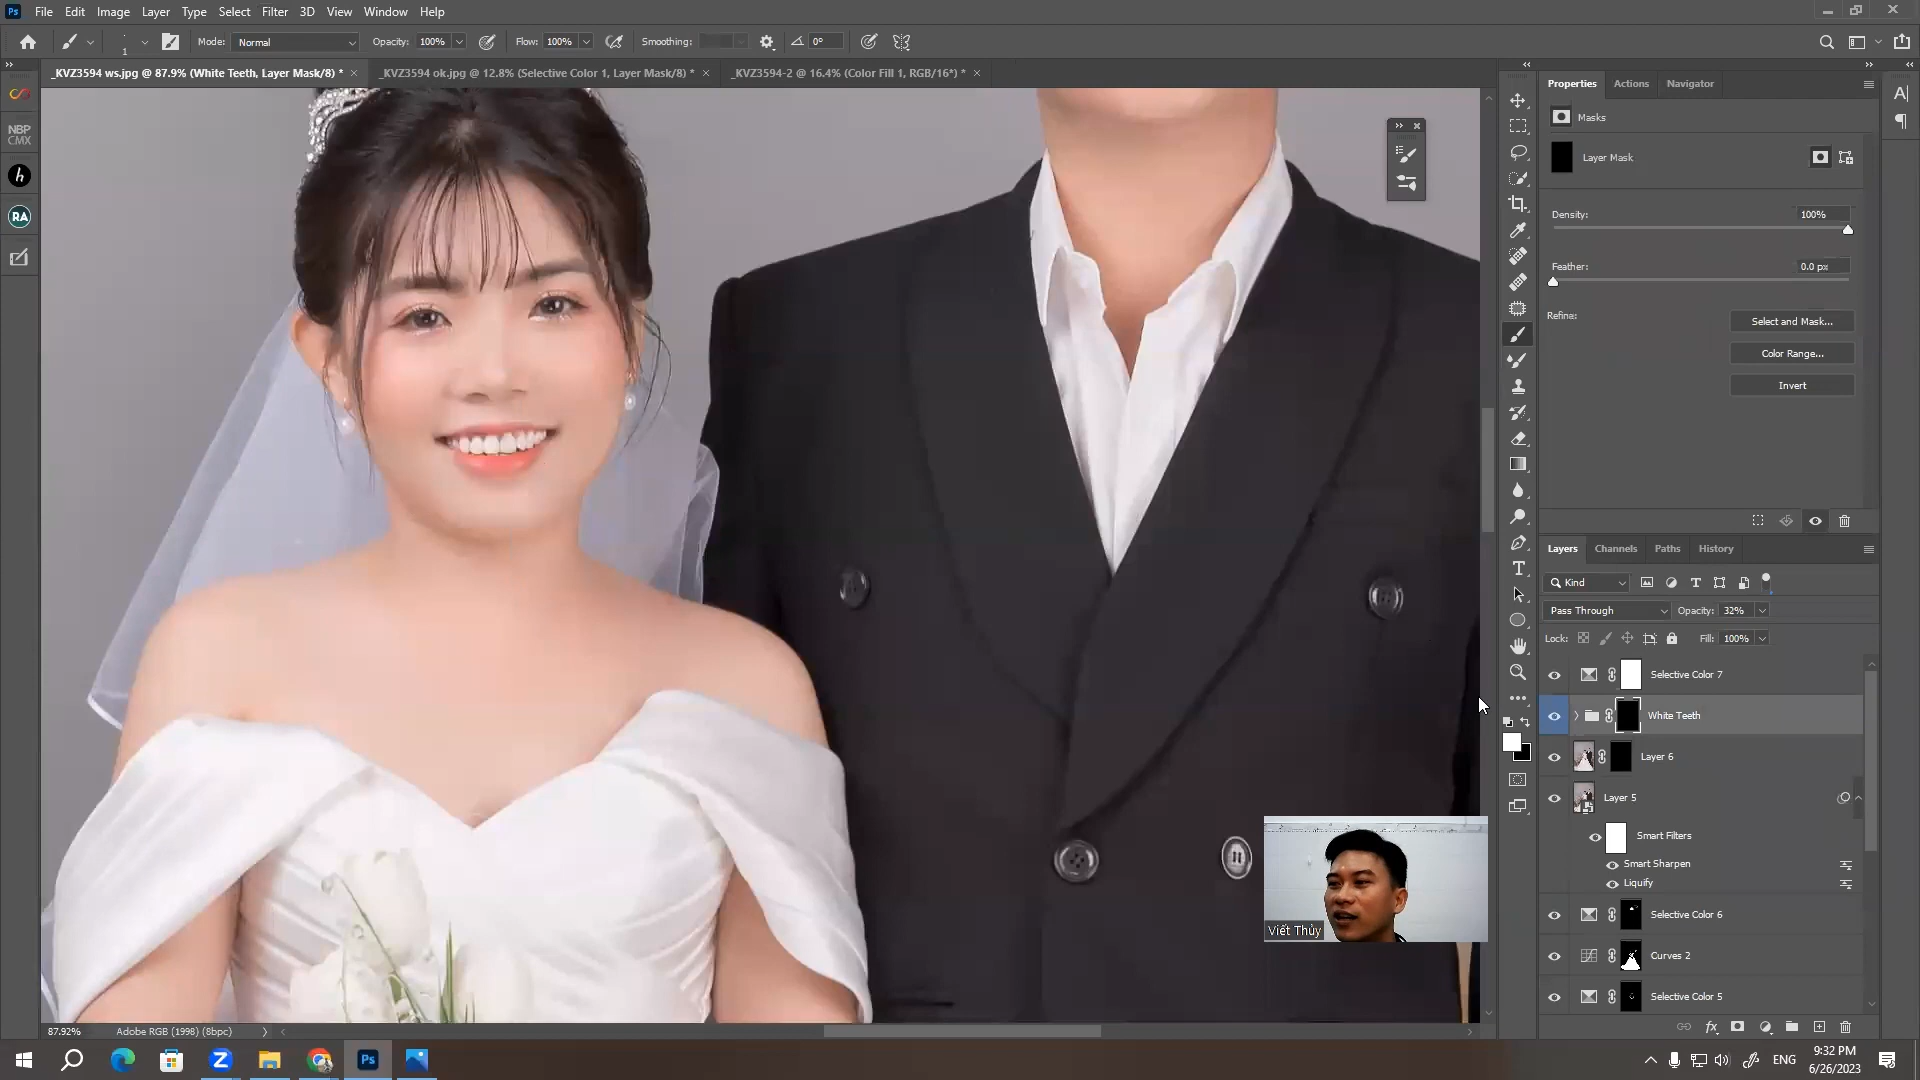 Ps File Edit Image Layer Type Select Filter 3D View Window Help
1 Mode: Normal Opacity: 100% Flow: 100% Smoothing: 0°
_KVZ3594 ws.jpg @ 87.9% (White Teeth, Layer Mask/8) * × _KVZ3594 ok.jpg @ 12.8% (Selective Color 1, Layer Mask/8) * × _KVZ3594-2 @ 16.4% (Color Fill 1, RGB/16*) * ×
NBP
CMX
h
RA
Properties Actions Navigator
Masks
Layer Mask
Density: 100%
Feather: 0.0 px
Refine: Select and Mask...
Color Range...
Invert
Layers Channels Paths History
Kind
Pass Through Opacity: 32%
Lock: Fill: 100%
Selective Color 7
White Teeth
Layer 6
Layer 5
Smart Filters
Smart Sharpen
Liquify
Selective Color 6
Curves 2
Selective Color 5
Viết Thủy
87.92% Adobe RGB (1998) (8bpc)
Z Ps ENG 9:32 PM
6/26/2023